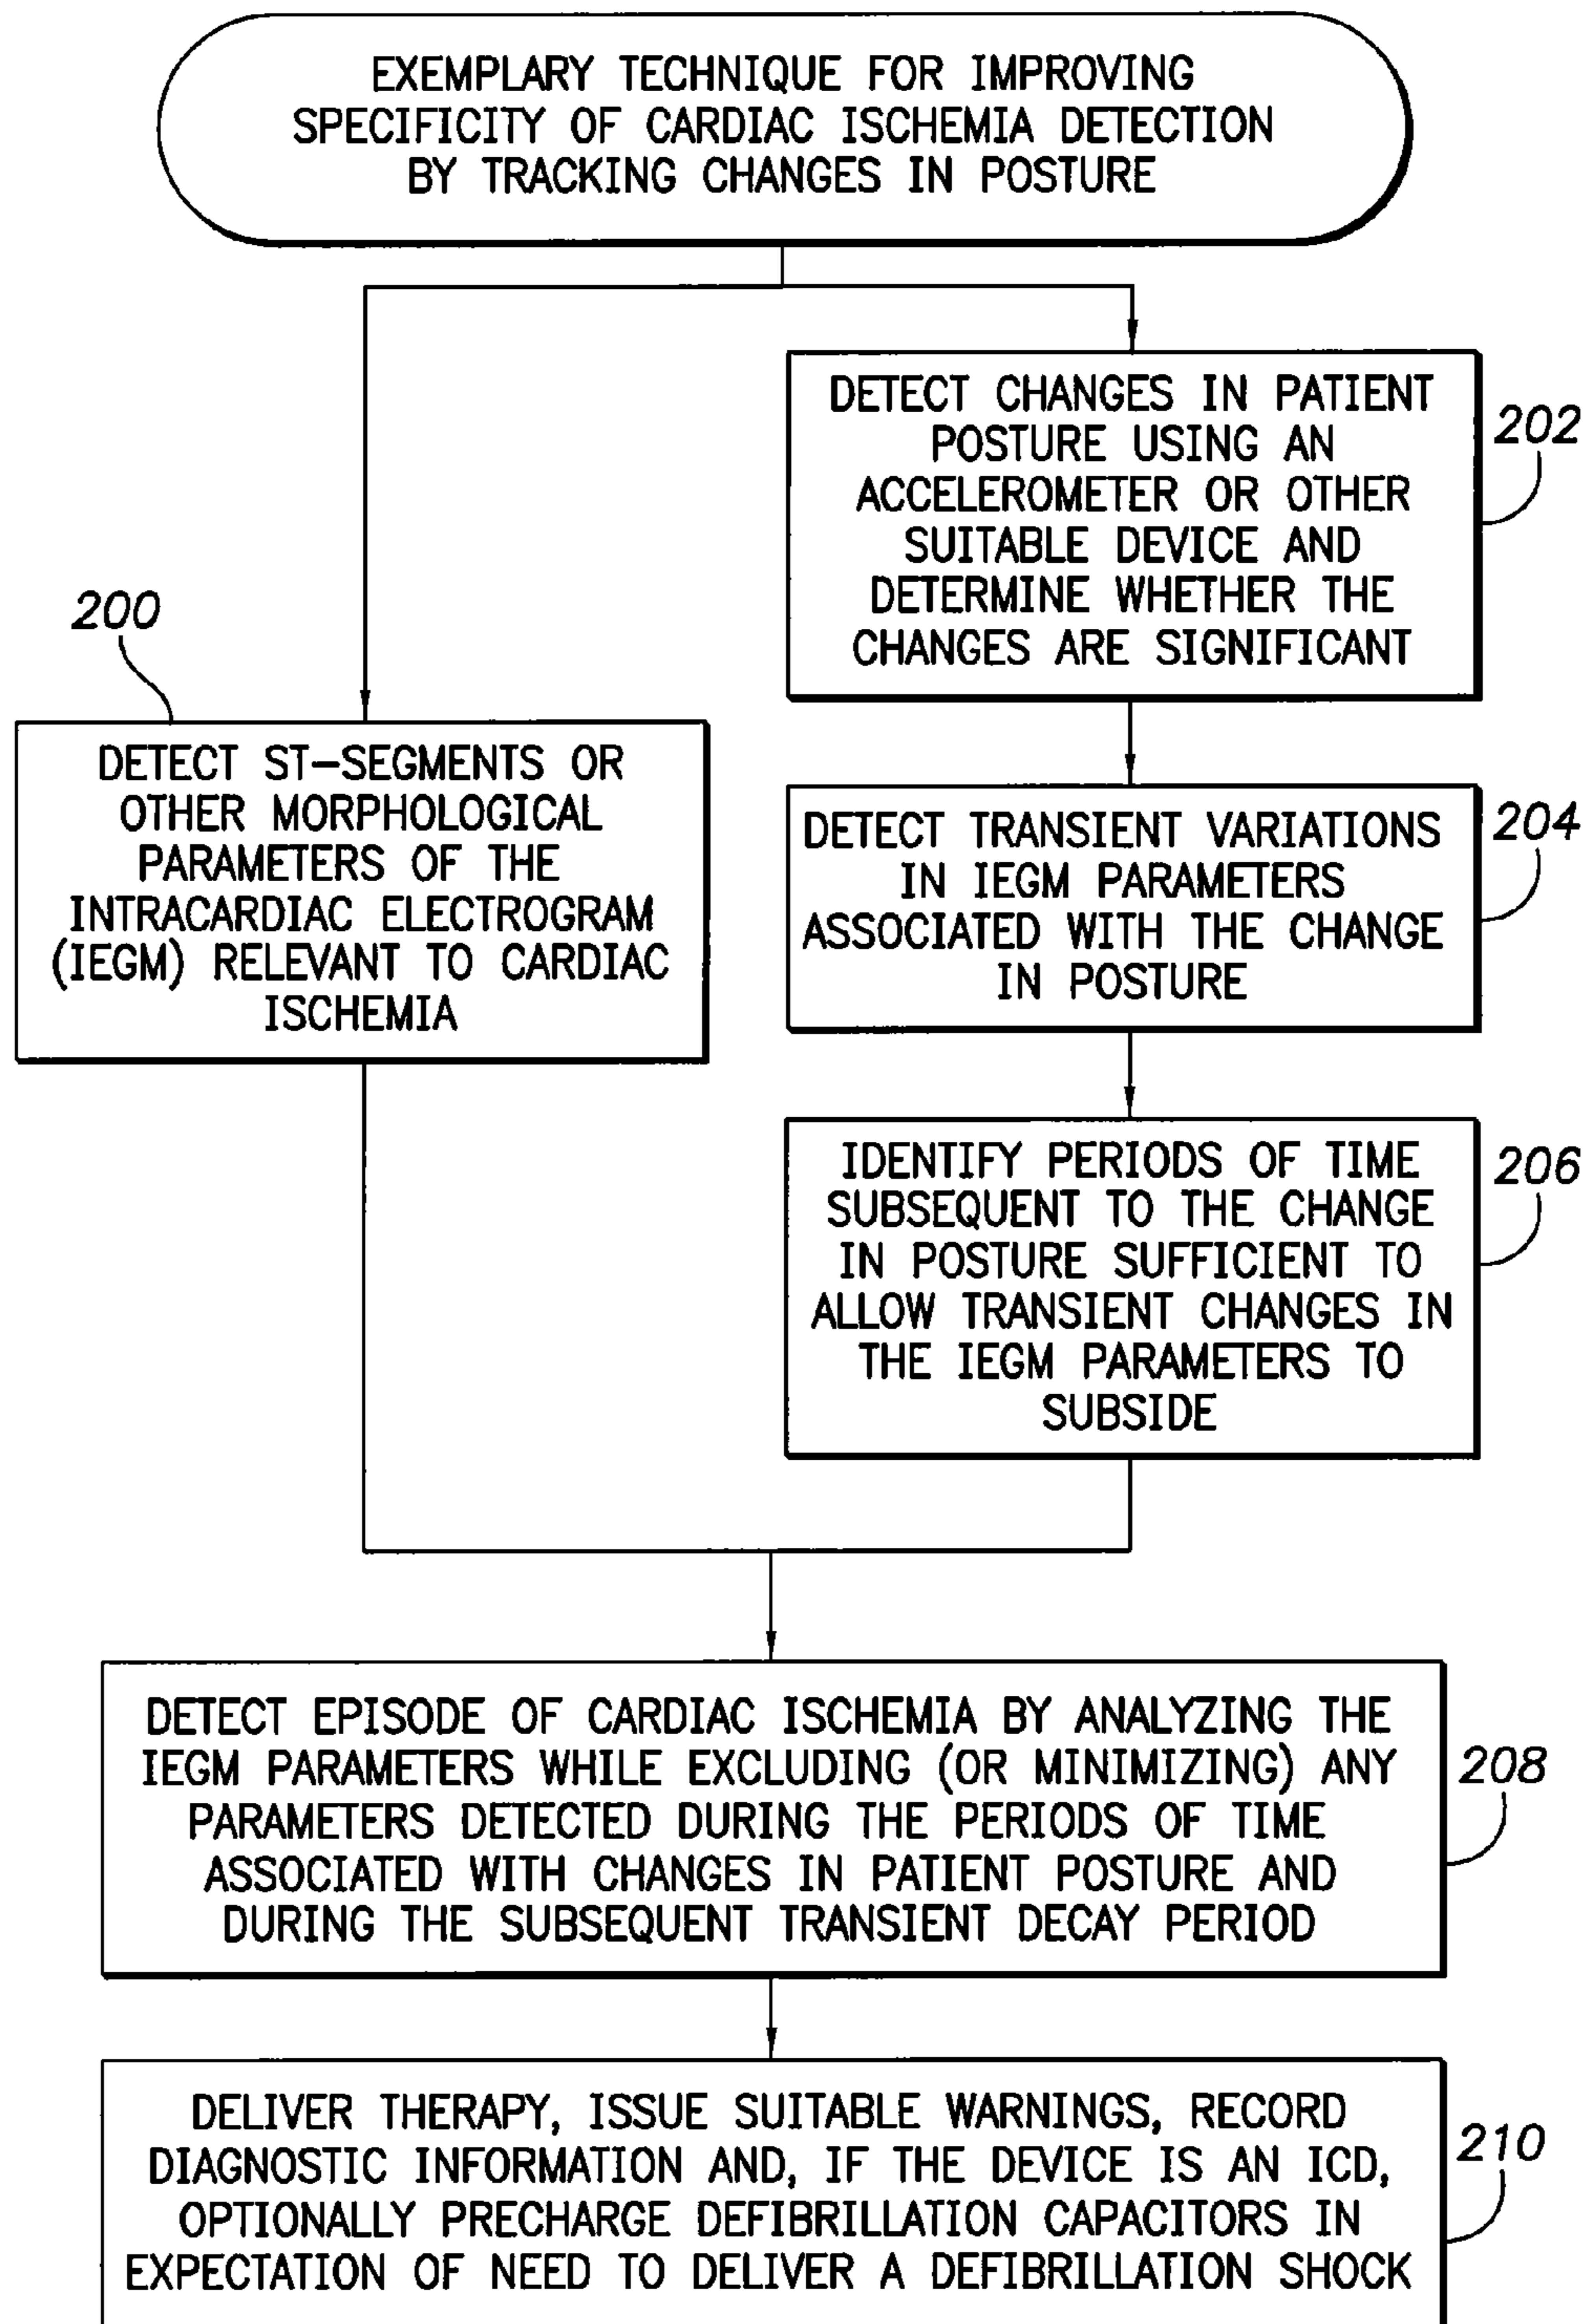 EXEMPLARY TECHNIQUE FOR IMPROVING
SPECIFICITY OF CARDIAC ISCHEMIA DETECTION
BY TRACKING CHANGES IN POSTURE
DETECT CHANGES IN PATIENT
POSTURE USING AN
ACCELEROMETER OR OTHER
SUITABLE DEVICE AND
DETERMINE WHETHER THE
CHANGES ARE SIGNIFICANT
202
200
DETECT ST-SEGMENTS OR
OTHER MORPHOLOGICAL
PARAMETERS OF THE
INTRACARDIAC ELECTROGRAM
(IEGM) RELEVANT TO CARDIAC
ISCHEMIA
DETECT TRANSIENT VARIATIONS
IN IEGM PARAMETERS
ASSOCIATED WITH THE CHANGE
IN POSTURE
204
IDENTIFY PERIODS OF TIME
SUBSEQUENT TO THE CHANGE
IN POSTURE SUFFICIENT TO
ALLOW TRANSIENT CHANGES IN
THE IEGM PARAMETERS TO
SUBSIDE
206
DETECT EPISODE OF CARDIAC ISCHEMIA BY ANALYZING THE
IEGM PARAMETERS WHILE EXCLUDING (OR MINIMIZING) ANY
PARAMETERS DETECTED DURING THE PERIODS OF TIME
ASSOCIATED WITH CHANGES IN PATIENT POSTURE AND
DURING THE SUBSEQUENT TRANSIENT DECAY PERIOD
208
DELIVER THERAPY, ISSUE SUITABLE WARNINGS, RECORD
DIAGNOSTIC INFORMATION AND, IF THE DEVICE IS AN ICD,
OPTIONALLY PRECHARGE DEFIBRILLATION CAPACITORS IN
EXPECTATION OF NEED TO DELIVER A DEFIBRILLATION SHOCK
210